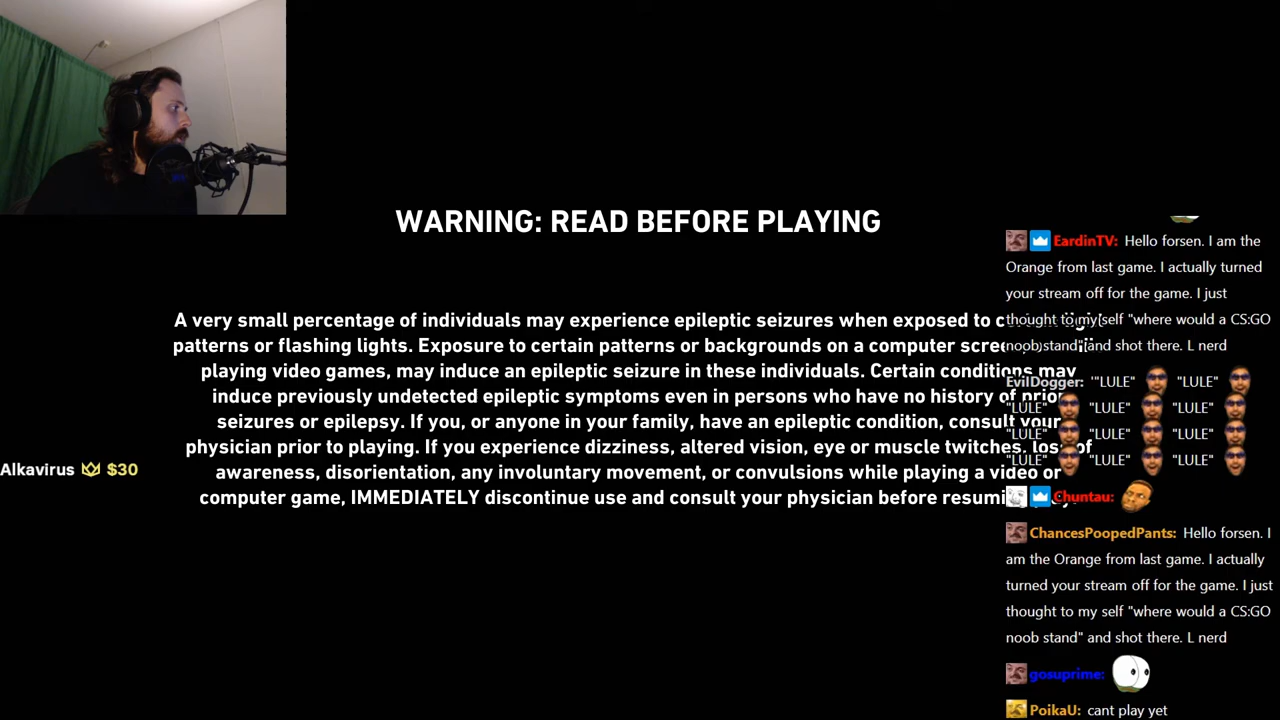 WARNING: READ BEFORE PLAYING
A very small percentage of individuals may experience epileptic seizures when exposed to
patterns or flashing lights. Exposure to certain patterns or backgrounds on a computer
playing video games, may induce an epileptic seizure in these individuals. Certain conditions may
induce previously undetected epileptic symptoms even in persons who have no history of prior
seizures or epilepsy. If you, or anyone in your family, have an epileptic condition, consult your
physician prior to playing. If you experience dizziness, altered vision, eye or muscle twitches, loss of
awareness, disorientation, any involuntary movement, or convulsions while playing a video or
computer game, IMMEDIATELY discontinue use and consult your physician before
Alkavirus $30
EardinTV: Hello forsen. I am the
Orange from last game. I actually turned
your stream off for the game. I just
thought to my self "where would a CS:GO
noob stand" and shot there. L nerd
EvilDogger: '"LULE" "LULE"
"LULE" "LULE" "LULE"
"LULE" "LULE" "LULE"
"LULE" "LULE" "LULE"
Chuntau:
ChancesPoopedPants: Hello forsen. I
am the Orange from last game. I actually
turned your stream off for the game. I just
thought to my self "where would a CS:GO
noob stand" and shot there. L nerd
gosuprime:
PoikaU: cant play yet